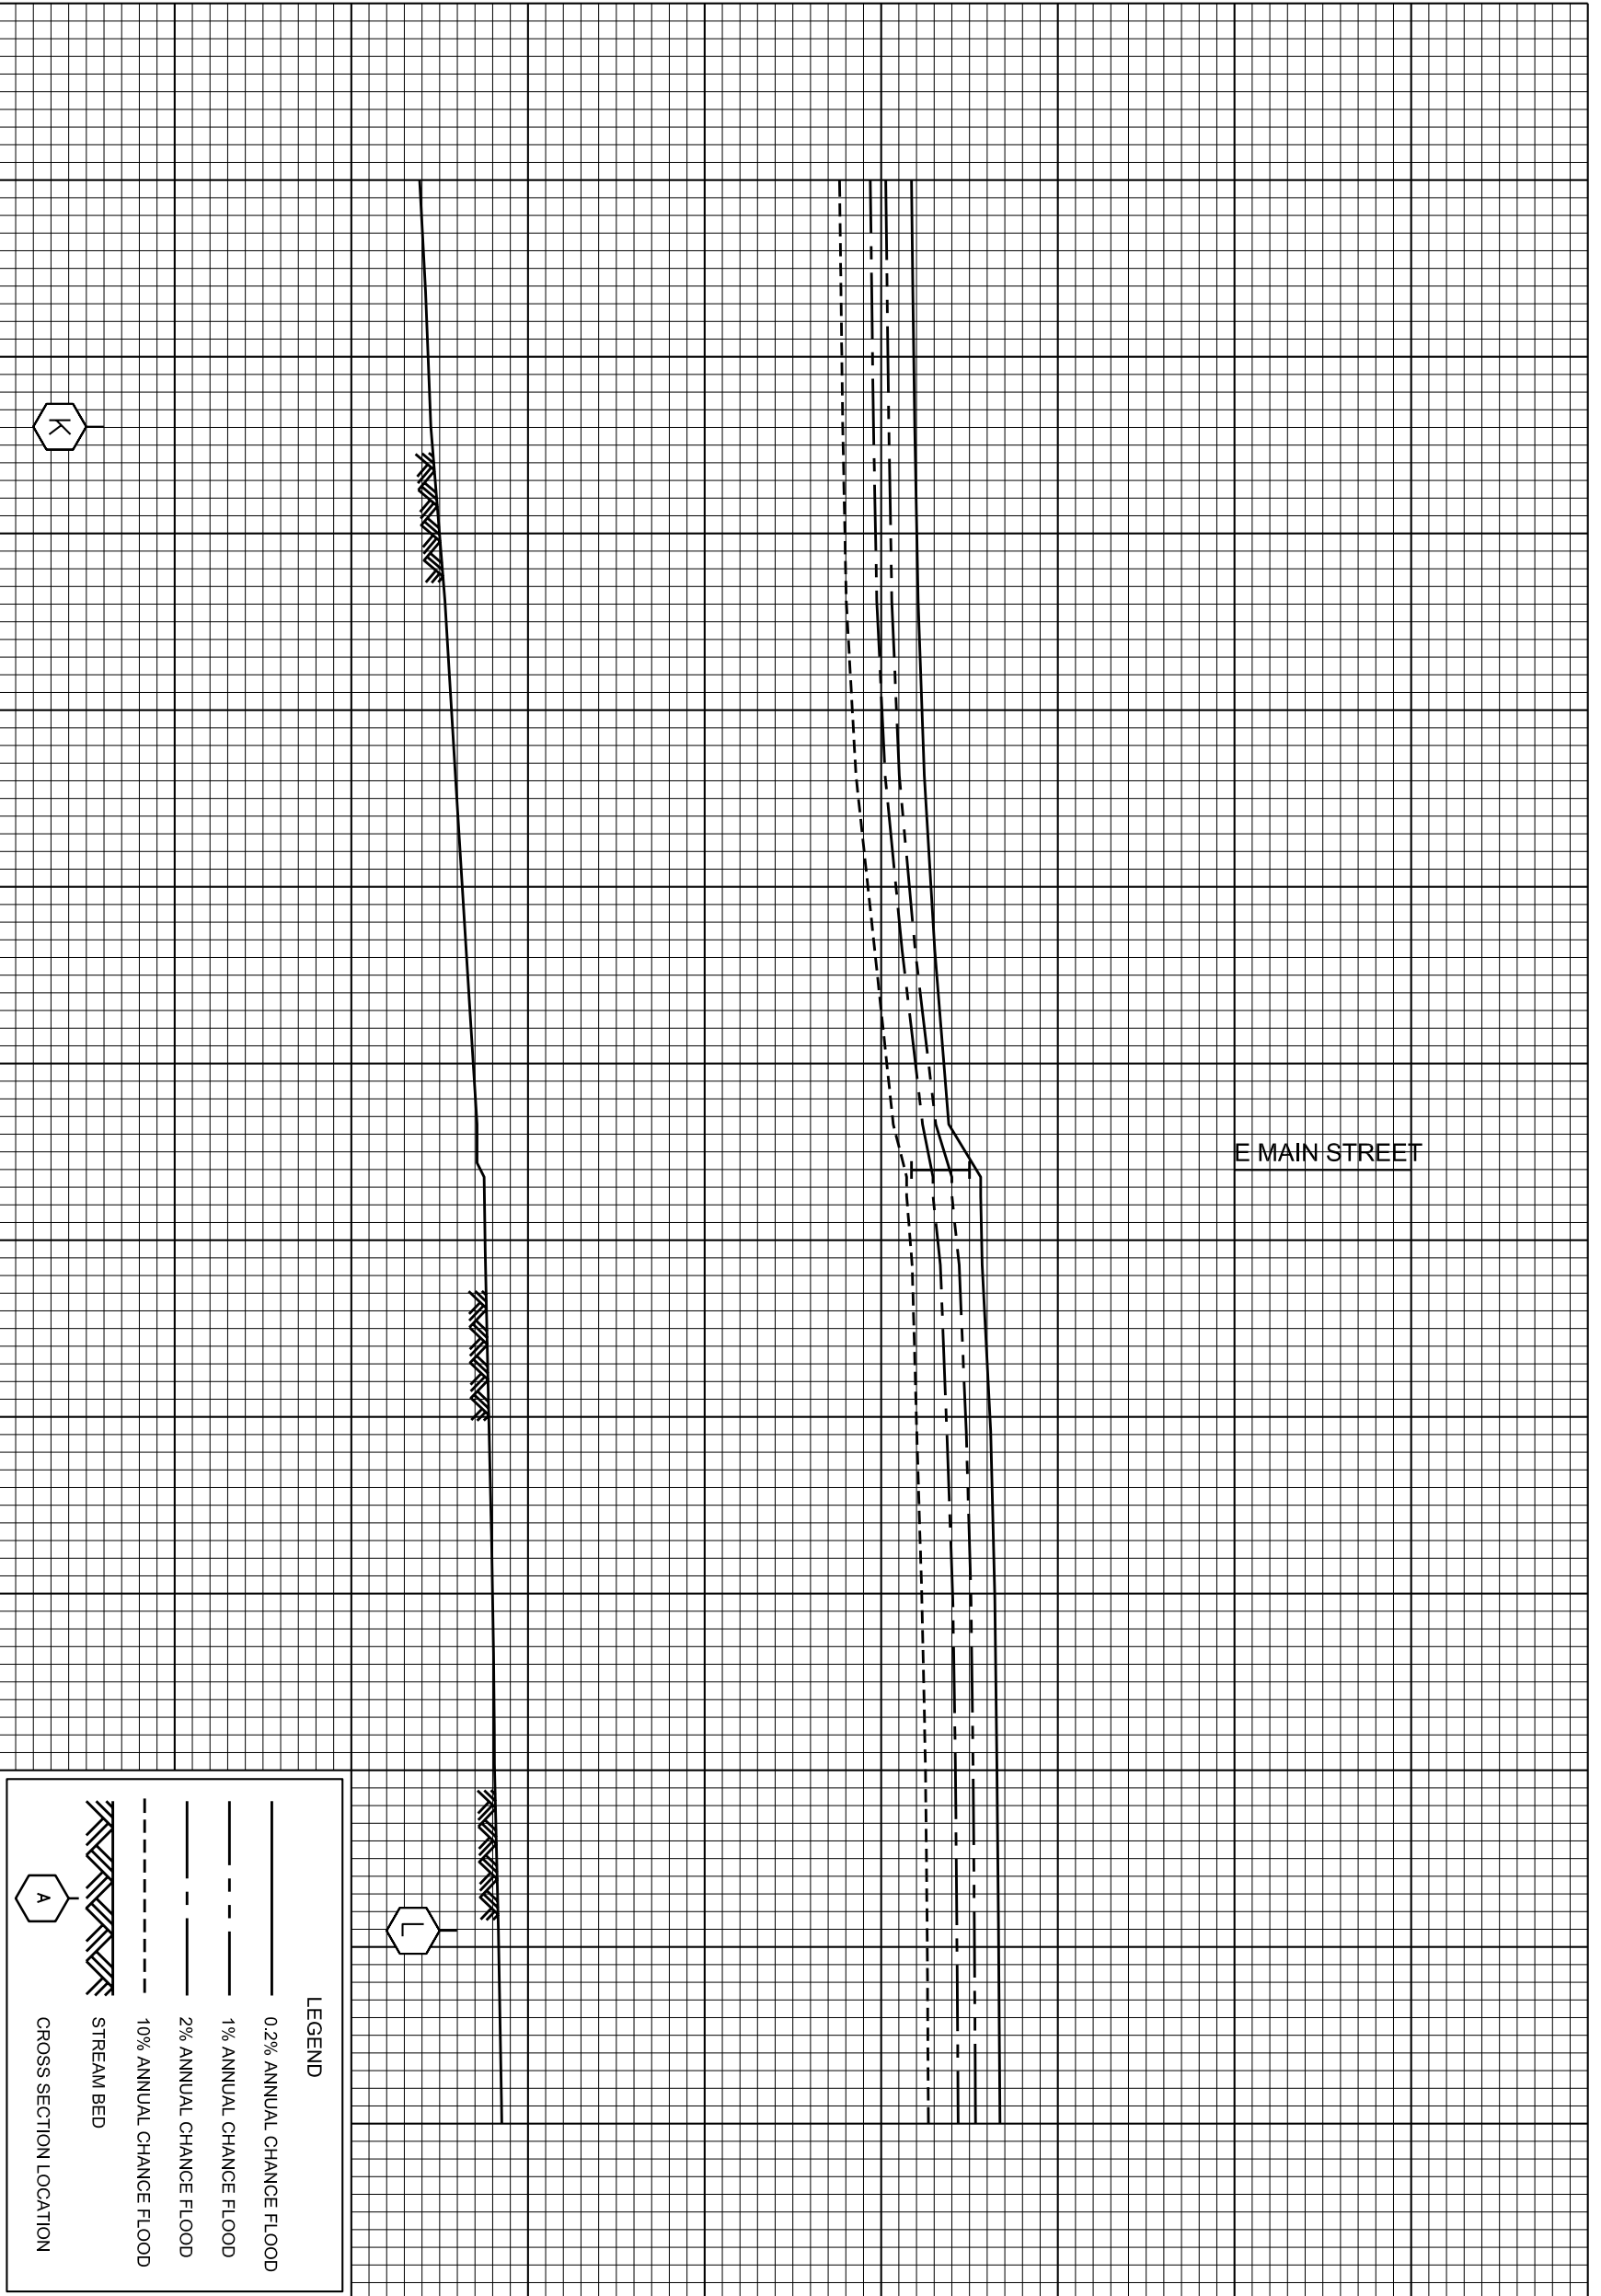 E MAIN STREET
K
L
LEGEND
0.2% ANNUAL CHANCE FLOOD
1% ANNUAL CHANCE FLOOD
2% ANNUAL CHANCE FLOOD
10% ANNUAL CHANCE FLOOD
STREAM BED
A
CROSS SECTION LOCATION